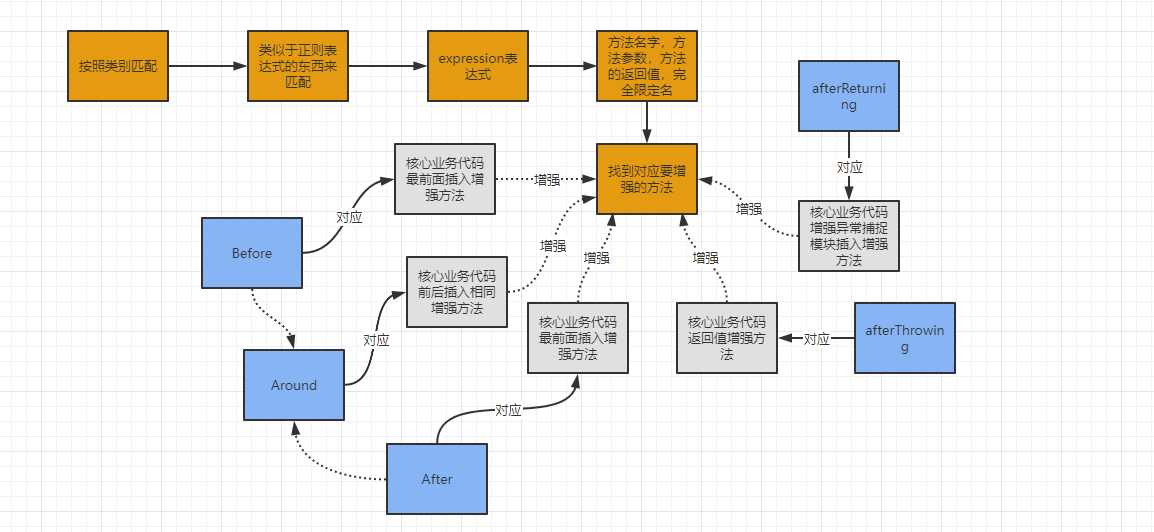 按照类别匹配
类似于正则表
达式的东西来
匹配
expression表
达式
方法名字，方
法参数，方法
的返回值，完
全限定名
afterReturni
ng
对应
核心业务代码
最前面插入增
强方法
增强
找到对应要增
强的方法
增强
核心业务代码
增强异常捕捉
模块插入增强
方法
对应
Before
增强
增强
增强
核心业务代码
前后插入相同
增强方法
核心业务代码
最前面插入增
强方法
核心业务代码
返回值增强方
法
对应
afterThrowin
g
对应
Around
对应
After